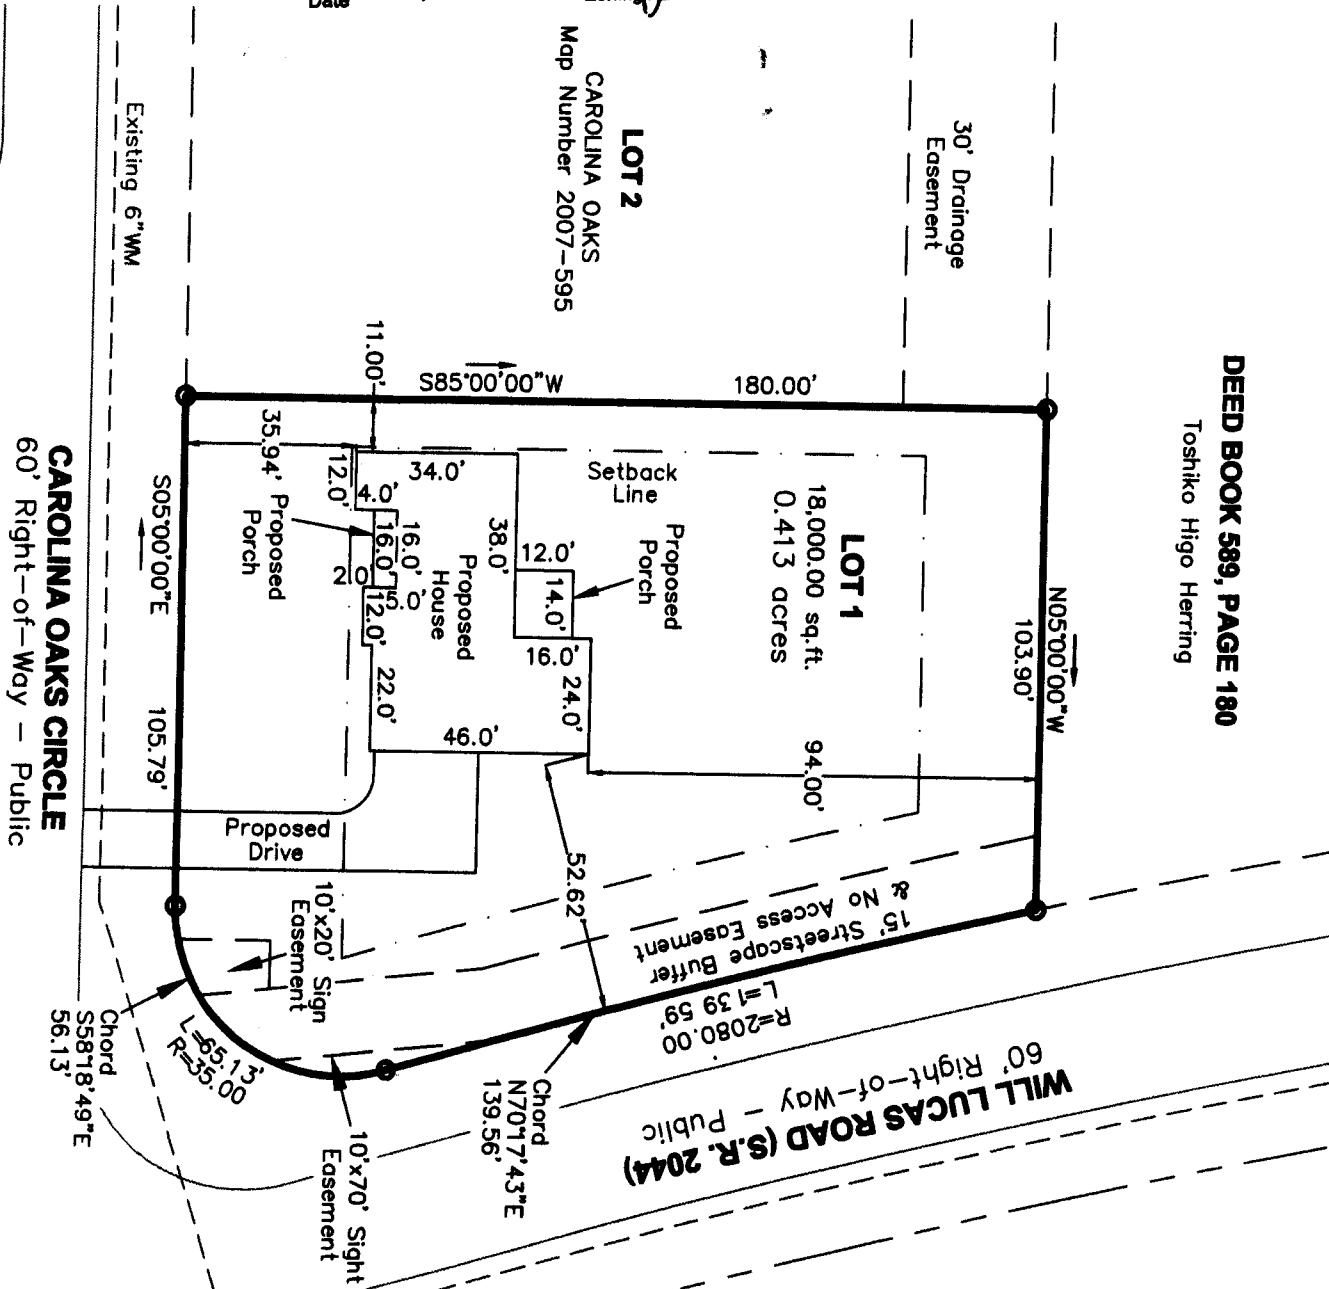 Date
LOT 2
CAROLINA OAKS
Map Number 2007-595
30' Drainage
Easement
Existing 6"WM
DEED BOOK 589, PAGE 180
Toshiko Higo Herring
11.00'
S85°00'00"W
180.00'
N05°00'00"W
103.90'
LOT 1
18,000.00 sq.ft.
0.413 acres
Setback
Line
Proposed
Porch
35.94'
Proposed
Porch
12.0'
34.0'
4.0'
16.0'
16.0'
2.0'
5.0'
12.0'
38.0'
12.0'
14.0'
16.0'
24.0'
22.0'
46.0'
Proposed
House
94.00'
52.62'
S05°00'00"E
105.79'
CAROLINA OAKS CIRCLE
60' Right-of-Way - Public
Proposed
Drive
10'x20' Sign
Easement
15' Streetscape Buffer
& No Access Easement
L=139.59'
R=2080.00
WILL LUCAS ROAD (S.R. 2044)
60' Right-of-Way - Public
Chord
N70°17'43"E
139.56'
10'x70' Sight
Easement
L=65.13'
R=35.00
Chord
S58°18'49"E
56.13'